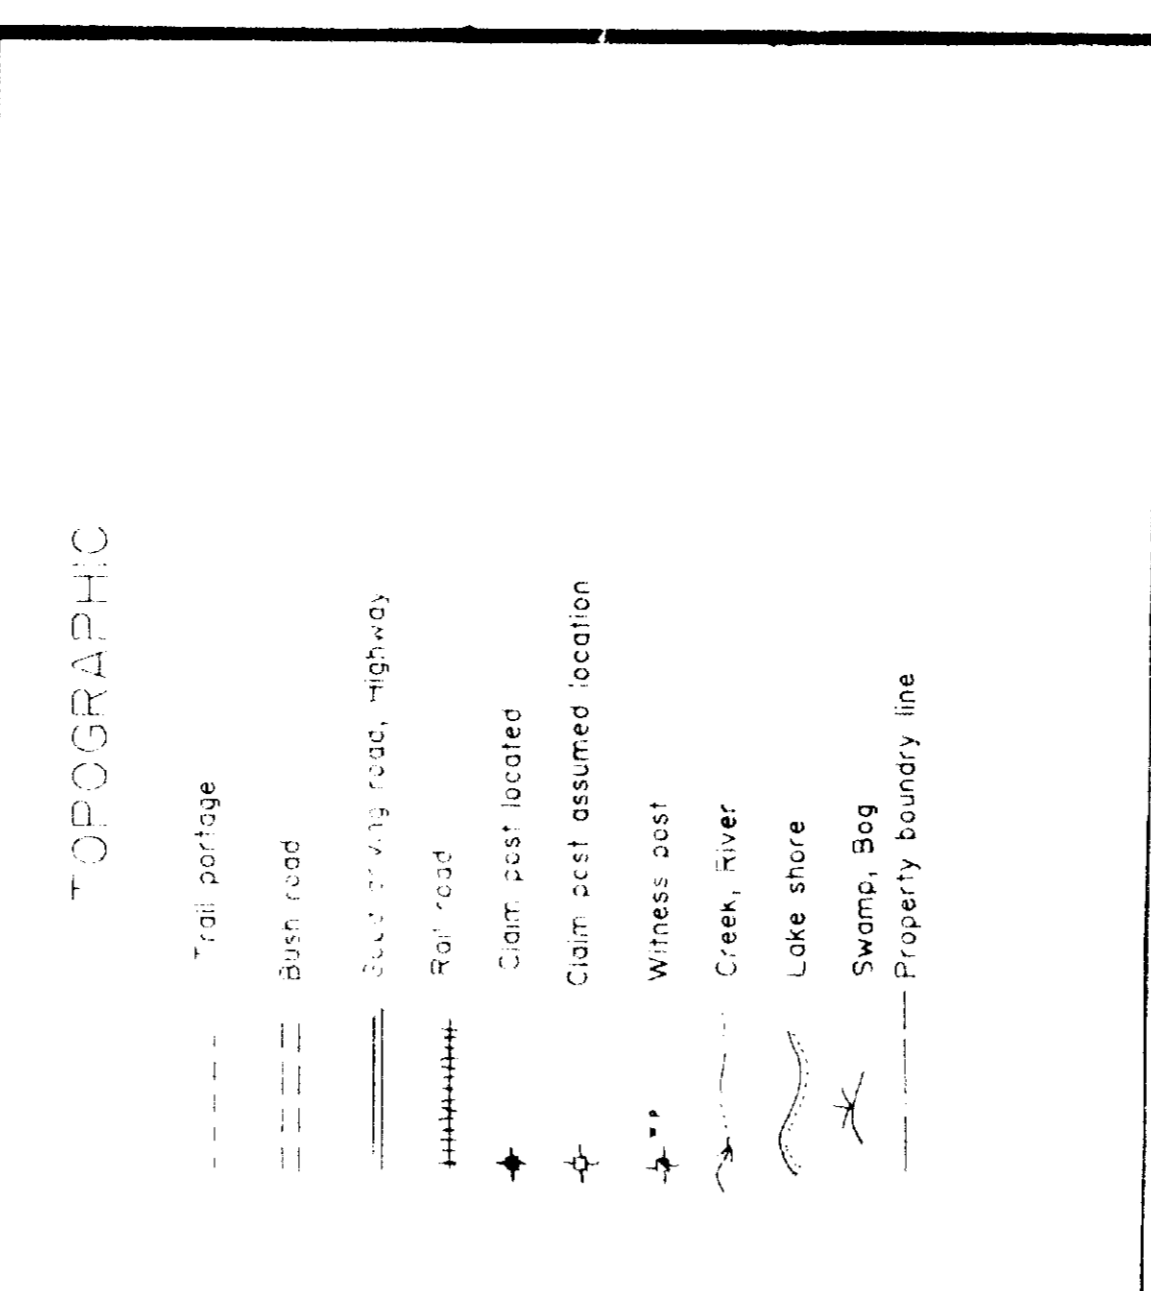 TOPOGRAPHIC
Trail portage
Bush road
road, Highway
Rail road
Claim post located
Claim post assumed location
Witness post
Creek, River
Lake shore
Swamp, Bog
Property boundry line